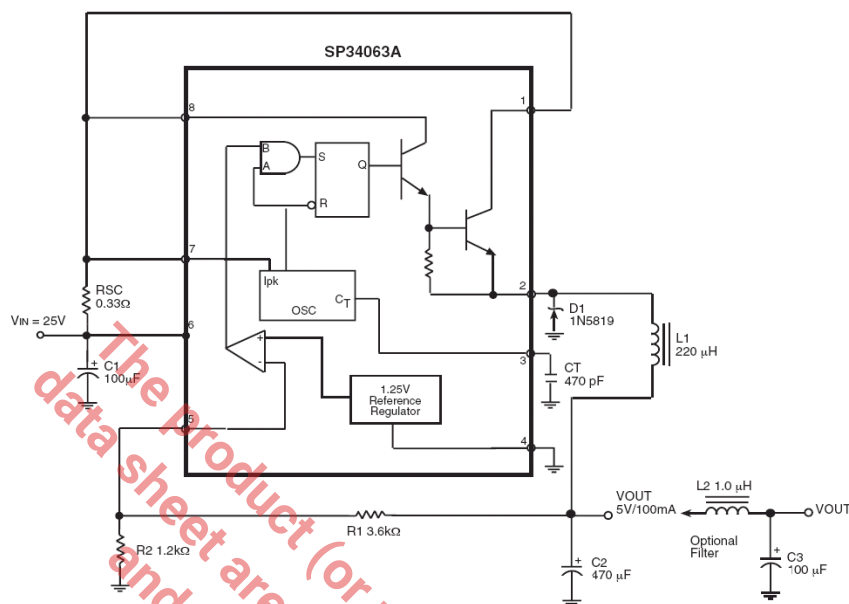 SP34063A
8
1
B
A
S
Q
R
7
Ipk
CT
OSC
2
D1
1N5819
L1
220 µH
RSC
0.33Ω
VIN = 25V
6
C1
+
100µF
+
-
3
CT
470 pF
1.25V
Reference
Regulator
5
4
L2 1.0 µH
VOUT
5V/100mA
VOUT
R1 3.6kΩ
Optional
Filter
R2 1.2kΩ
+
C2
470 µF
+
C3
100 µF
The product (or
data sheet are
and